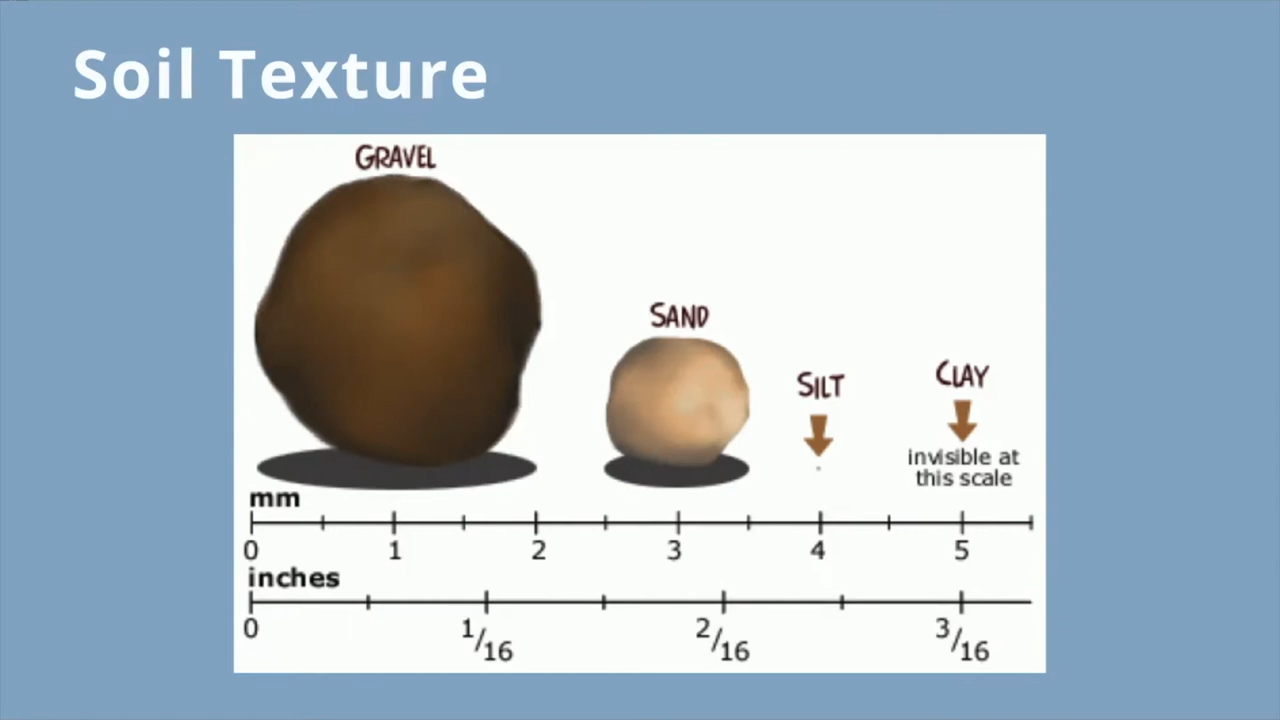 Soil Texture
GRAVEL
SAND
SILT
CLAY
invisible at
this scale
mm
0 1 2 3 4 5
inches
0 1/16 2/16 3/16